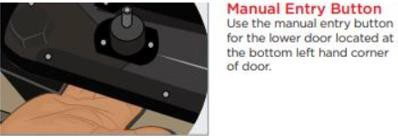 Manual Entry Button
Use the manual entry button
for the lower door located at
the bottom left hand corner
of door.